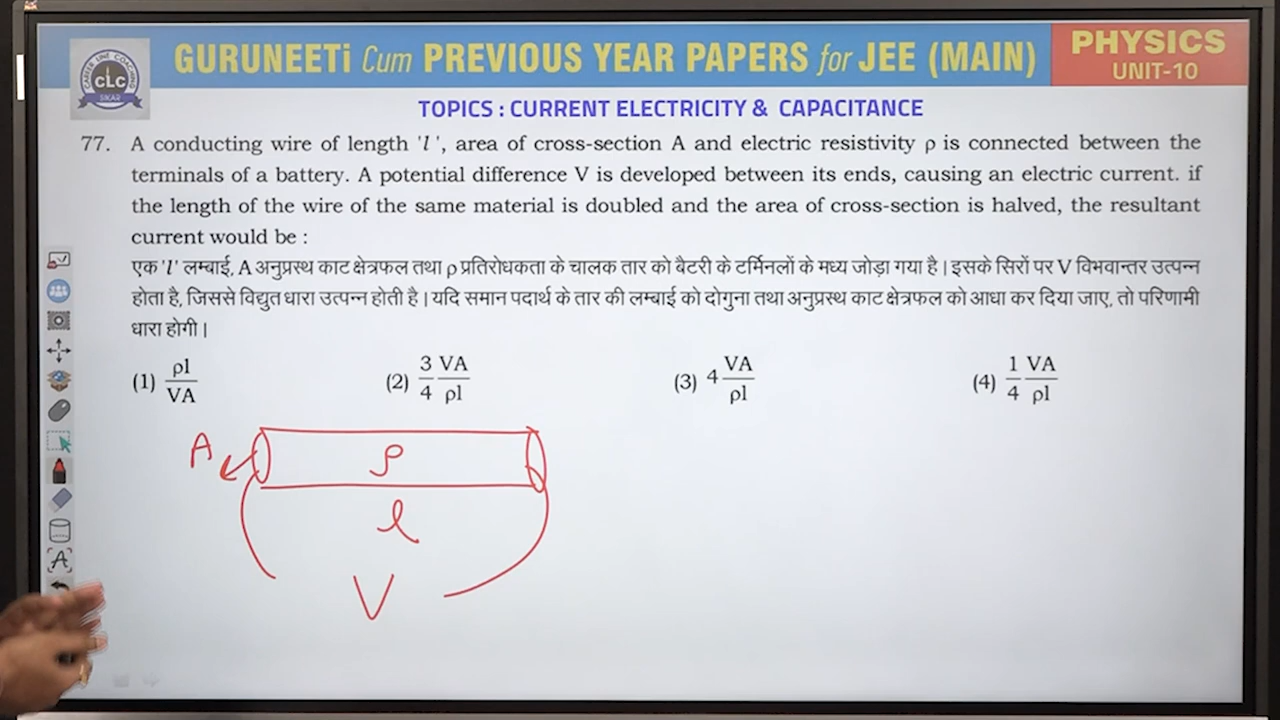 GURUNEETi Cum PREVIOUS YEAR PAPERS for JEE (MAIN)
PHYSICS
UNIT-10
CAREER LINE COACHING
CLC
SIKAR
TOPICS : CURRENT ELECTRICITY & CAPACITANCE
77. A conducting wire of length 'l', area of cross-section A and electric resistivity ρ is connected between the
terminals of a battery. A potential difference V is developed between its ends, causing an electric current. if
the length of the wire of the same material is doubled and the area of cross-section is halved, the resultant
current would be :
एक 'l' लम्बाई, A अनुप्रस्थ काट क्षेत्रफल तथा ρ प्रतिरोधकता के चालक तार को बैटरी के टर्मिनलों के मध्य जोड़ा गया है। इसके सिरों पर V विभवान्तर उत्पन्न
होता है, जिससे विद्युत धारा उत्पन्न होती है। यदि समान पदार्थ के तार की लम्बाई को दोगुना तथा अनुप्रस्थ काट क्षेत्रफल को आधा कर दिया जाए, तो परिणामी
धारा होगी।
(1) ρl/VA (2) 3/4 VA/ρl (3) 4 VA/ρl (4) 1/4 VA/ρl
A ρ
l
V
A